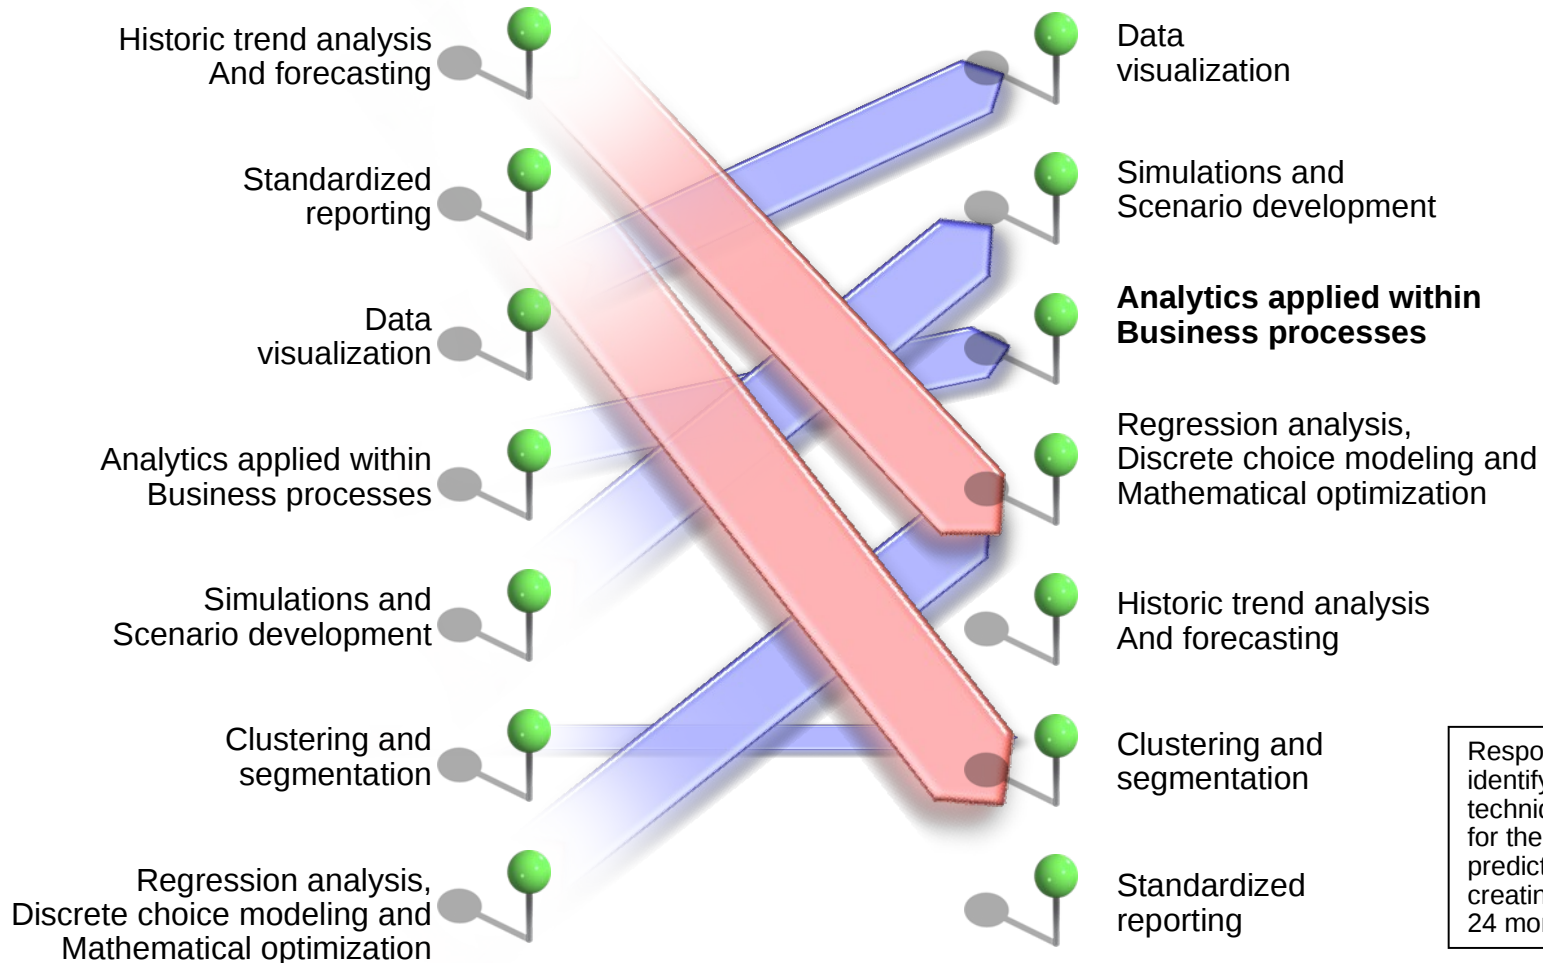 Historic trend analysis
And forecasting
Standardized
reporting
Data
visualization
Analytics applied within
Business processes
Simulations and
Scenario development
Clustering and
segmentation
Regression analysis,
Discrete choice modeling and
Mathematical optimization
Data
visualization
Simulations and
Scenario development
Analytics applied within
Business processes
Regression analysis,
Discrete choice modeling and
Mathematical optimization
Historic trend analysis
And forecasting
Clustering and
segmentation
Standardized
reporting
for the
24